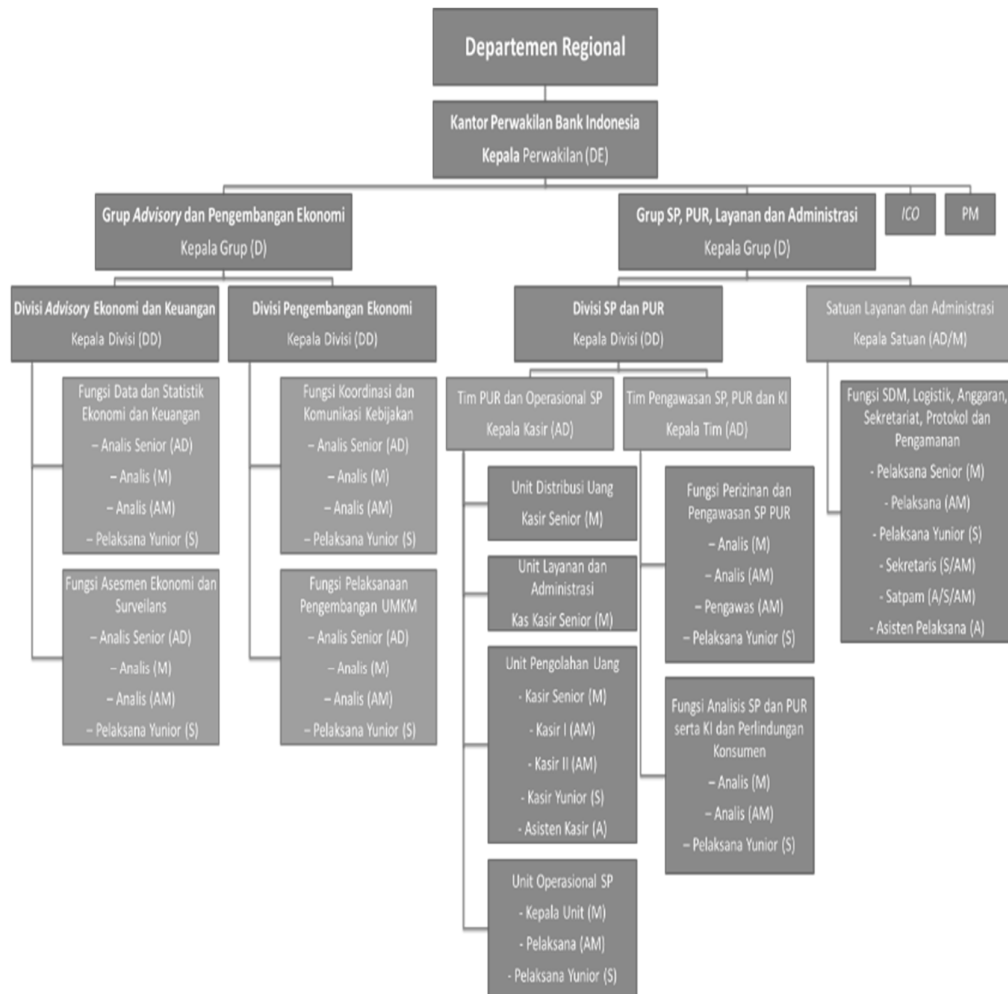 Departemen Regional
Kantor Perwakilan Bank Indonesia
Kepala Perwakilan (DE)
Grup Advisory dan Pengembangan Ekonomi
Kepala Grup (D)
Grup SP, PUR, Layanan dan Administrasi
Kepala Grup (D)
ICO
PM
Divisi Advisory Ekonomi dan Keuangan
Kepala Divisi (DD)
Divisi Pengembangan Ekonomi
Kepala Divisi (DD)
Divisi SP dan PUR
Kepala Divisi (DD)
Satuan Layanan dan Administrasi
Kepala Satuan (AD/M)
Fungsi Data dan Statistik
Ekonomi dan Keuangan
– Analis Senior (AD)
– Analis (M)
– Analis (AM)
– Pelaksana Yunior (S)
Fungsi Asesmen Ekonomi dan
Surveilans
– Analis Senior (AD)
– Analis (M)
– Analis (AM)
– Pelaksana Yunior (S)
Fungsi Koordinasi dan
Komunikasi Kebijakan
– Analis Senior (AD)
– Analis (M)
– Analis (AM)
– Pelaksana Yunior (S)
Fungsi Pelaksanaan
Pengembangan UMKM
– Analis Senior (AD)
– Analis (M)
– Analis (AM)
– Pelaksana Yunior (S)
Tim PUR dan Operasional SP
Kepala Kasir (AD)
Unit Distribusi Uang
Kasir Senior (M)
Unit Layanan dan
Administrasi
Kas Kasir Senior (M)
Unit Pengolahan Uang
- Kasir Senior (M)
- Kasir I (AM)
- Kasir II (AM)
- Kasir Yunior (S)
- Asisten Kasir (A)
Unit Operasional SP
- Kepala Unit (M)
- Pelaksana (AM)
- Pelaksana Yunior (S)
Tim Pengawasan SP, PUR dan KI
Kepala Tim (AD)
Fungsi Perizinan dan
Pengawasan SP PUR
– Analis (M)
– Analis (AM)
– Pengawas (AM)
– Pelaksana Yunior (S)
Fungsi Analisis SP dan PUR
serta KI dan Perlindungan
Konsumen
– Analis (M)
– Analis (AM)
– Pelaksana Yunior (S)
Fungsi SDM, Logistik, Anggaran,
Sekretariat, Protokol dan
Pengamanan
- Pelaksana Senior (M)
- Pelaksana (AM)
- Pelaksana Yunior (S)
- Sekretaris (S/AM)
- Satpam (A/S/AM)
- Asisten Pelaksana (A)